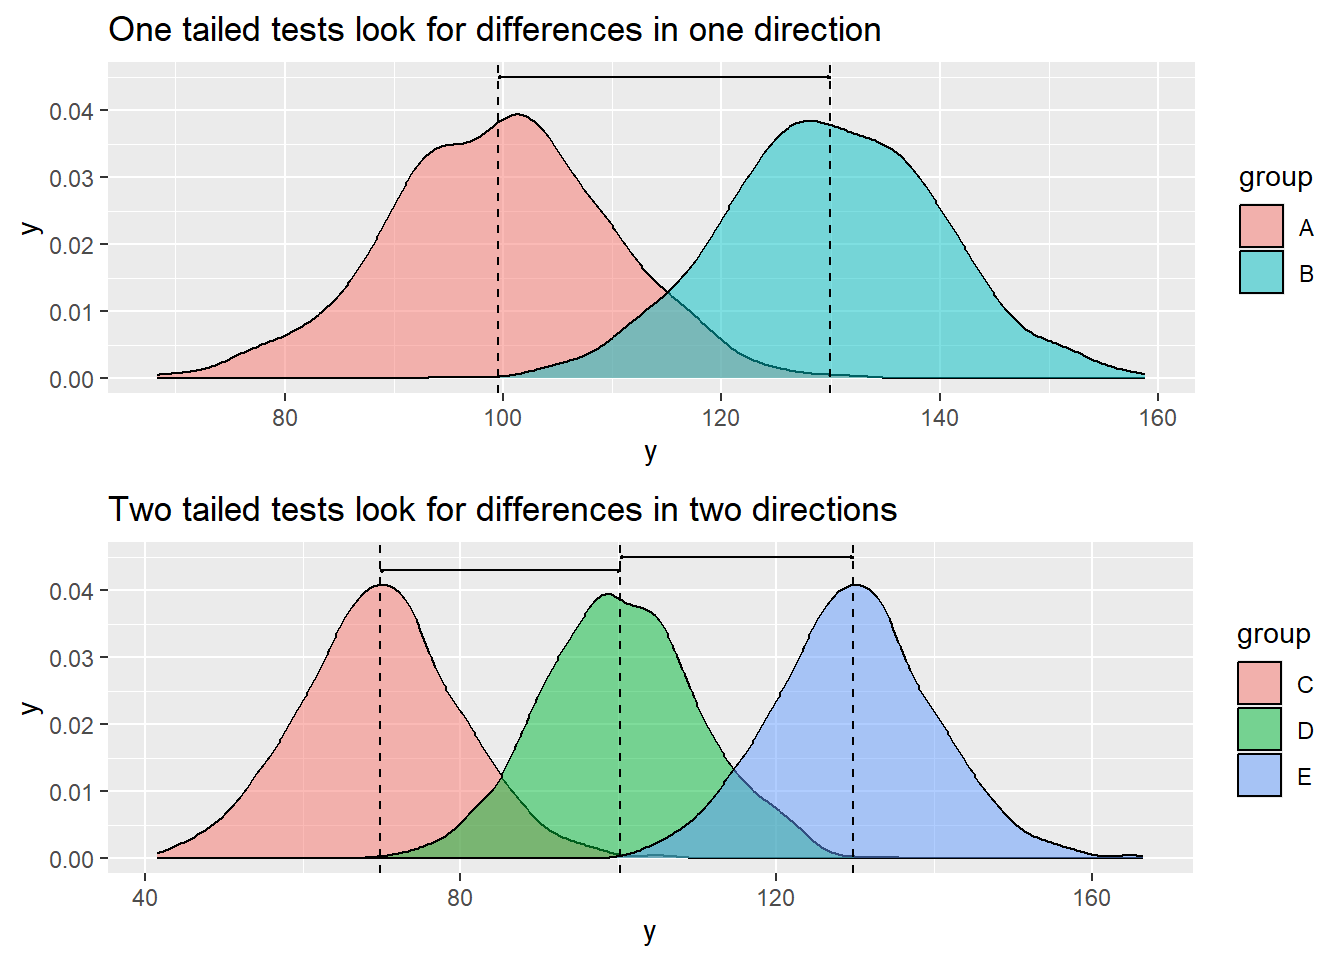 One tailed tests look for differences in one direction
y
0.04
0.03
0.02
0.01
0.00
80 100 120 140 160
y
group
A
B
Two tailed tests look for differences in two directions
y
0.04
0.03
0.02
0.01
0.00
40 80 120 160
y
group
C
D
E